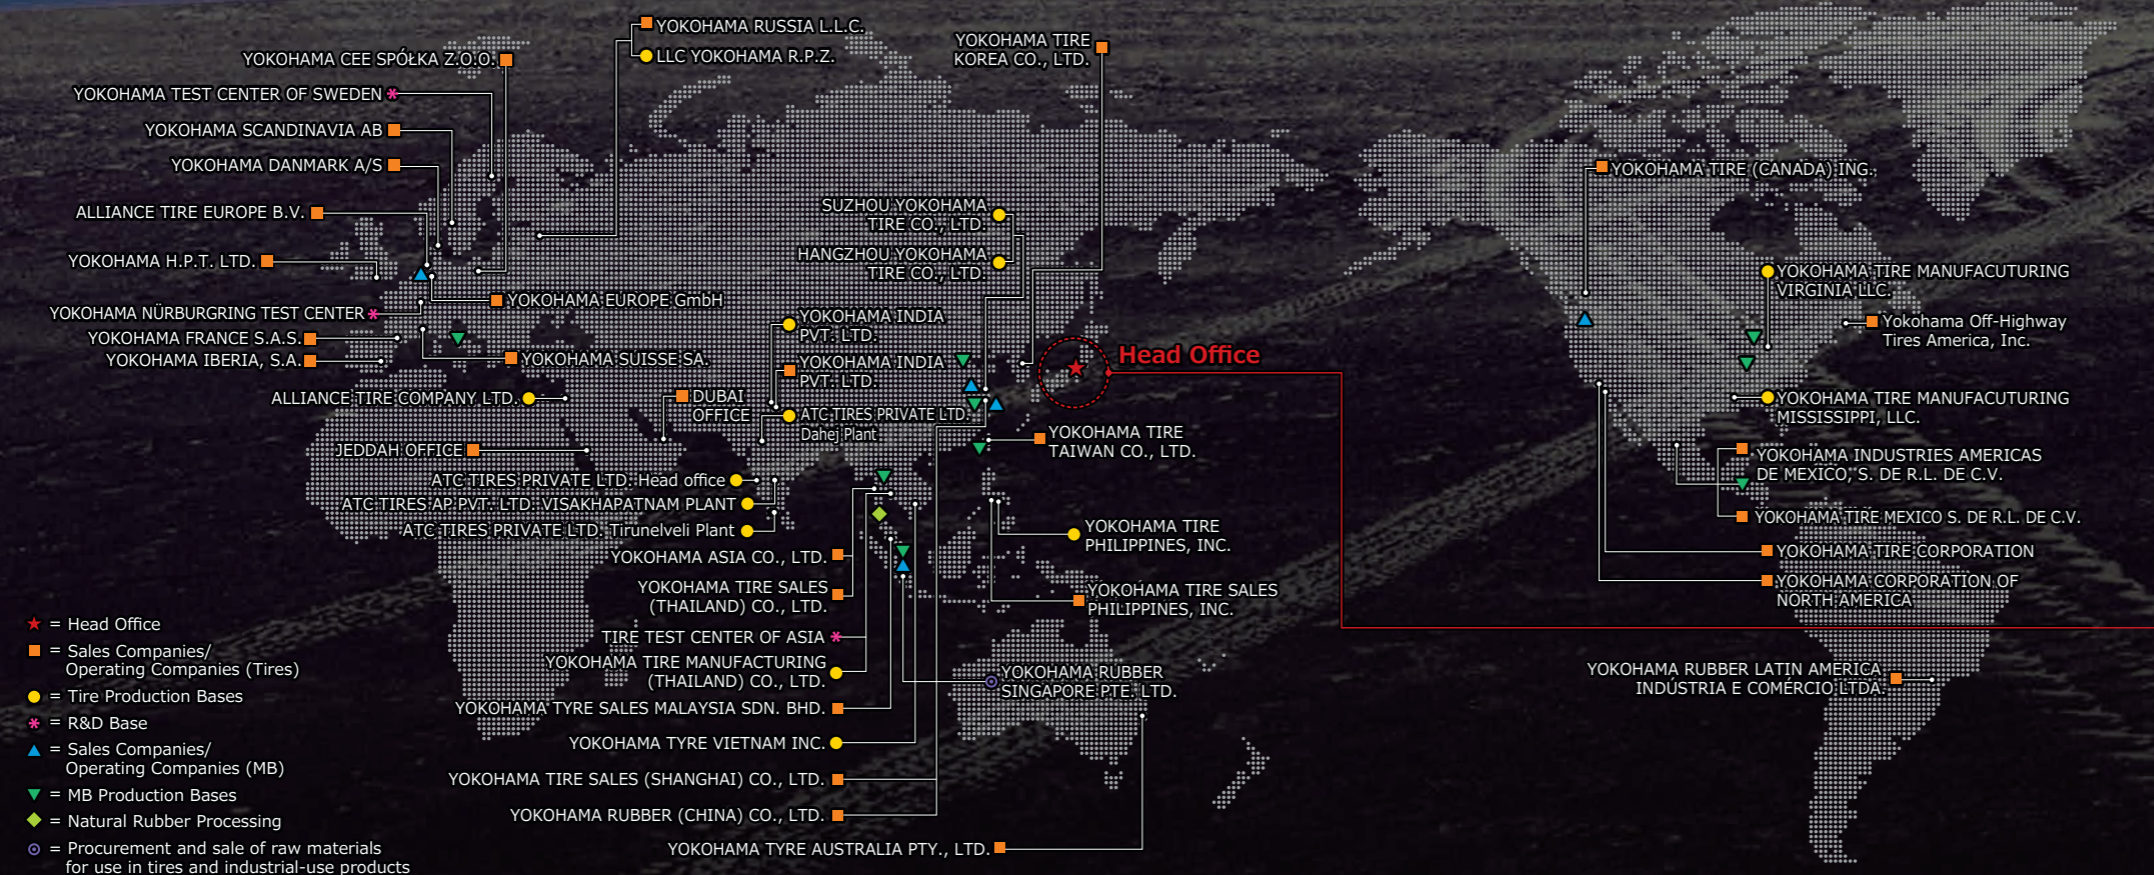 YOKOHAMA RUSSIA L.L.C.
LLC YOKOHAMA R.P.Z.
YOKOHAMA CEE SPÓŁKA Z.O.O.
YOKOHAMA TEST CENTER OF SWEDEN
YOKOHAMA SCANDINAVIA AB
YOKOHAMA DANMARK A/S
ALLIANCE TIRE EUROPE B.V.
YOKOHAMA H.P.T. LTD.
YOKOHAMA EUROPE GmbH
YOKOHAMA NÜRBURGRING TEST CENTER
YOKOHAMA FRANCE S.A.S.
YOKOHAMA IBERIA, S.A.
YOKOHAMA SUISSE SA.
ALLIANCE TIRE COMPANY LTD.
DUBAI
OFFICE
JEDDAH OFFICE
YOKOHAMA TIRE
KOREA CO., LTD.
SUZHOU YOKOHAMA
TIRE CO., LTD.
HANGZHOU YOKOHAMA
TIRE CO., LTD.
YOKOHAMA INDIA
PVT. LTD.
YOKOHAMA INDIA
PVT. LTD.
ATC TIRES PRIVATE LTD.
Dahej Plant
ATC TIRES PRIVATE LTD. Head office
ATC TIRES AP PVT. LTD. VISAKHAPATNAM PLANT
ATC TIRES PRIVATE LTD. Tirunelveli Plant
YOKOHAMA ASIA CO., LTD.
YOKOHAMA TIRE SALES
(THAILAND) CO., LTD.
TIRE TEST CENTER OF ASIA
YOKOHAMA TIRE MANUFACTURING
(THAILAND) CO., LTD.
YOKOHAMA TYRE SALES MALAYSIA SDN. BHD.
YOKOHAMA TYRE VIETNAM INC.
YOKOHAMA TIRE SALES (SHANGHAI) CO., LTD.
YOKOHAMA RUBBER (CHINA) CO., LTD.
YOKOHAMA TYRE AUSTRALIA PTY., LTD.
Head Office
YOKOHAMA TIRE
TAIWAN CO., LTD.
YOKOHAMA TIRE
PHILIPPINES, INC.
YOKOHAMA TIRE SALES
PHILIPPINES, INC.
YOKOHAMA RUBBER
SINGAPORE PTE. LTD.
YOKOHAMA TIRE (CANADA) ING.
YOKOHAMA TIRE MANUFACUTURING
VIRGINIA LLC.
Yokohama Off-Highway
Tires America, Inc.
YOKOHAMA TIRE MANUFACUTURING
MISSISSIPPI, LLC.
YOKOHAMA INDUSTRIES AMERICAS
DE MEXICO, S. DE R.L. DE C.V.
YOKOHAMA TIRE MEXICO S. DE R.L. DE C.V.
YOKOHAMA TIRE CORPORATION
YOKOHAMA CORPORATION OF
NORTH AMERICA
YOKOHAMA RUBBER LATIN AMERICA
INDÚSTRIA E COMÉRCIO LTDA.
★ = Head Office
■ = Sales Companies/
Operating Companies (Tires)
● = Tire Production Bases
* = R&D Base
▲ = Sales Companies/
Operating Companies (MB)
▼ = MB Production Bases
◆ = Natural Rubber Processing
◎ = Procurement and sale of raw materials
for use in tires and industrial-use products